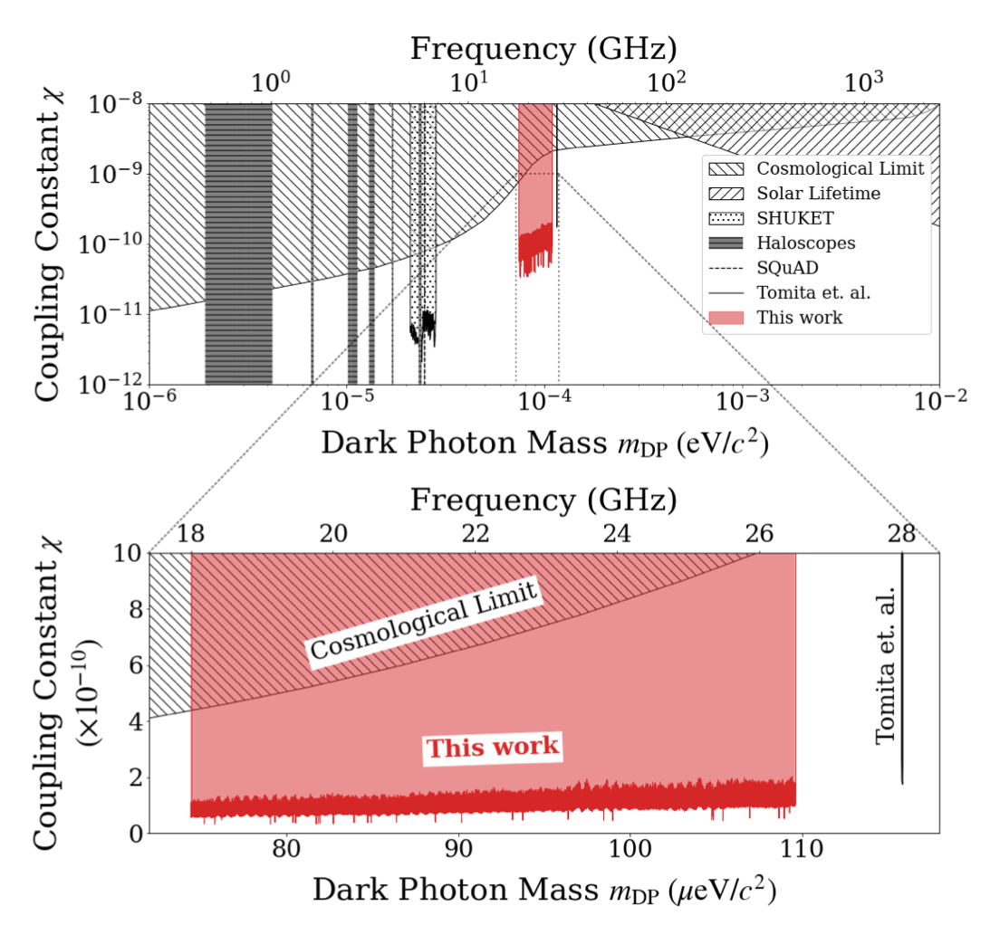 Frequency (GHz)
10^0 10^1 10^2 10^3
Coupling Constant χ
10^-8
10^-9
10^-10
10^-11
10^-12
Cosmological Limit
Solar Lifetime
SHUKET
Haloscopes
SQuAD
Tomita et. al.
This work
10^-6 10^-5 10^-4 10^-3 10^-2
Dark Photon Mass m_DP (eV/c^2)
Frequency (GHz)
18 20 22 24 26 28
Coupling Constant χ
(×10^-10)
10
8
6
4
2
0
Cosmological Limit
This work
Tomita et. al.
80 90 100 110
Dark Photon Mass m_DP (μeV/c^2)